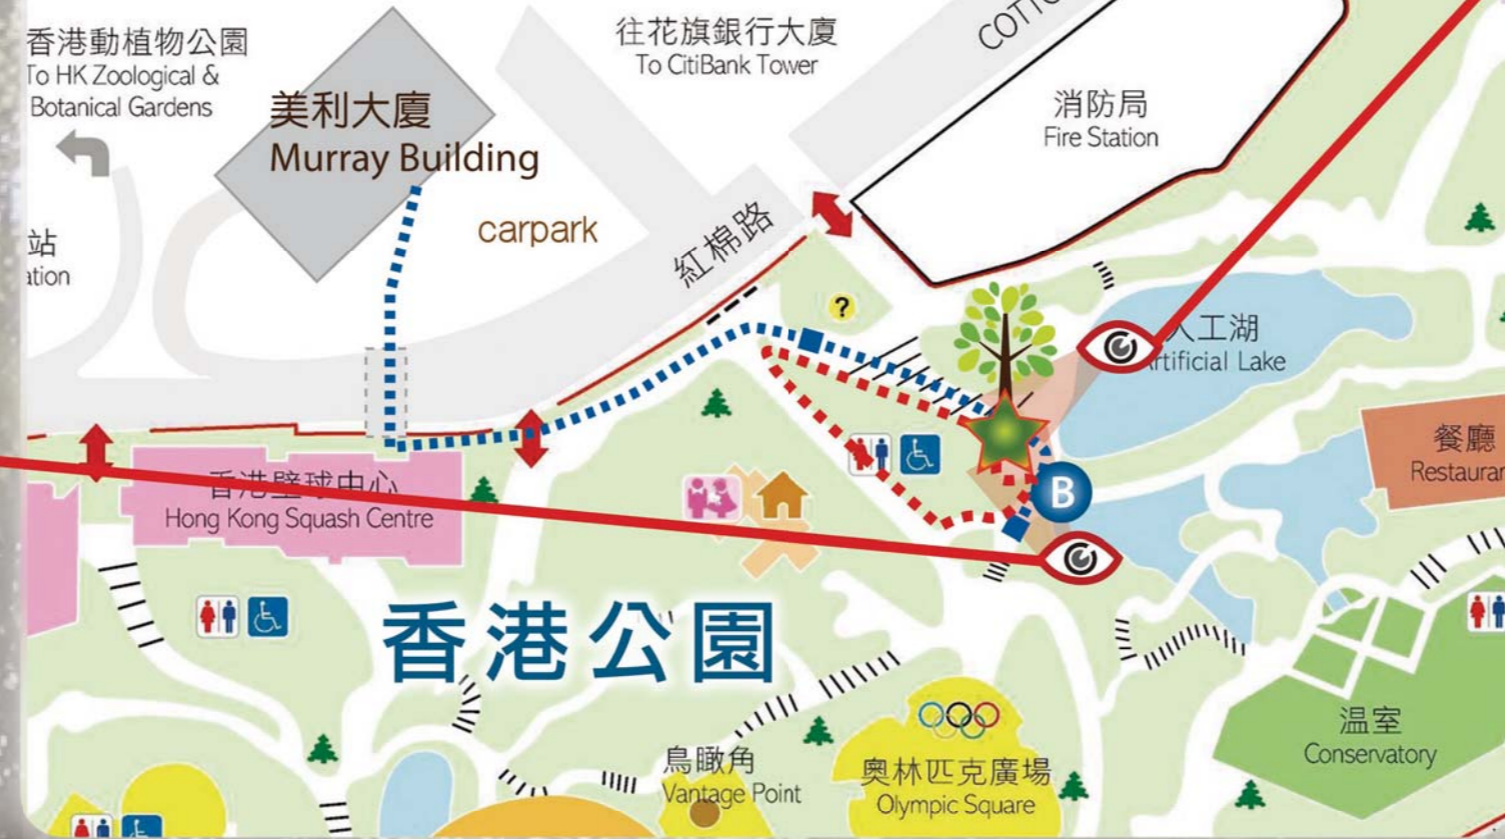 香港動植物公園
To HK Zoological &
Botanical Gardens
美利大廈
Murray Building
往花旗銀行大廈
To CitiBank Tower
消防局
Fire Station
carpark
紅棉路
站
?
人工湖
Artificial Lake
餐廳
香港壁球中心
Hong Kong Squash Centre
B
香港公園
鳥瞰角
Vantage Point
奧林匹克廣場
Olympic Square
温室
Conservatory